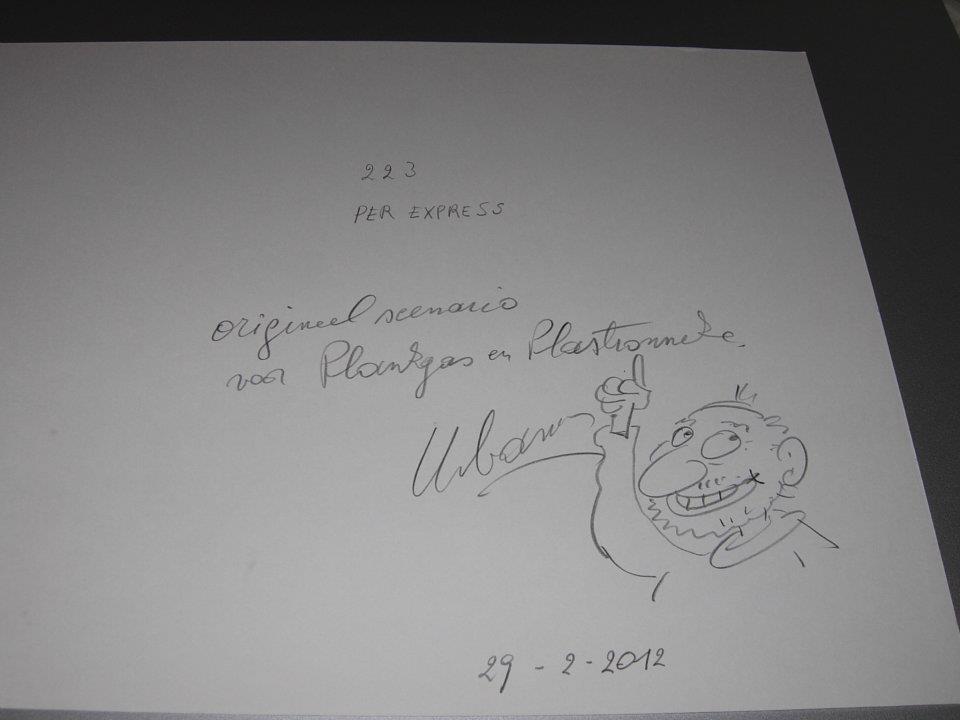 223
PER EXPRESS
origineel scenario
voor Plankgas en Plastronneke.
Urbanus
29-2-2012